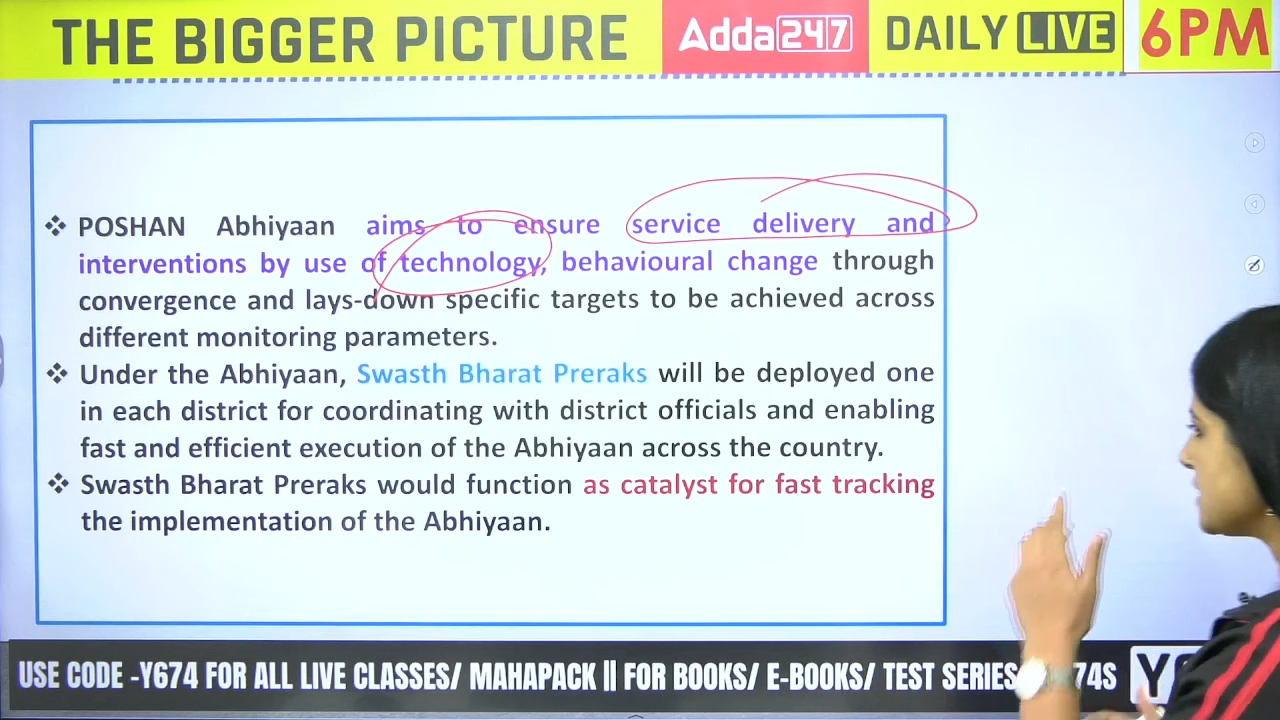 THE BIGGER PICTURE Adda247 DAILY LIVE 6PM
❖ POSHAN Abhiyaan aims to ensure service delivery and
interventions by use of technology, behavioural change through
convergence and lays-down specific targets to be achieved across
different monitoring parameters.
❖ Under the Abhiyaan, Swasth Bharat Preraks will be deployed one
in each district for coordinating with district officials and enabling
fast and efficient execution of the Abhiyaan across the country.
❖ Swasth Bharat Preraks would function as catalyst for fast tracking
the implementation of the Abhiyaan.
USE CODE -Y674 FOR ALL LIVE CLASSES/ MAHAPACK || FOR BOOKS/ E-BOOKS/ TEST SERIES